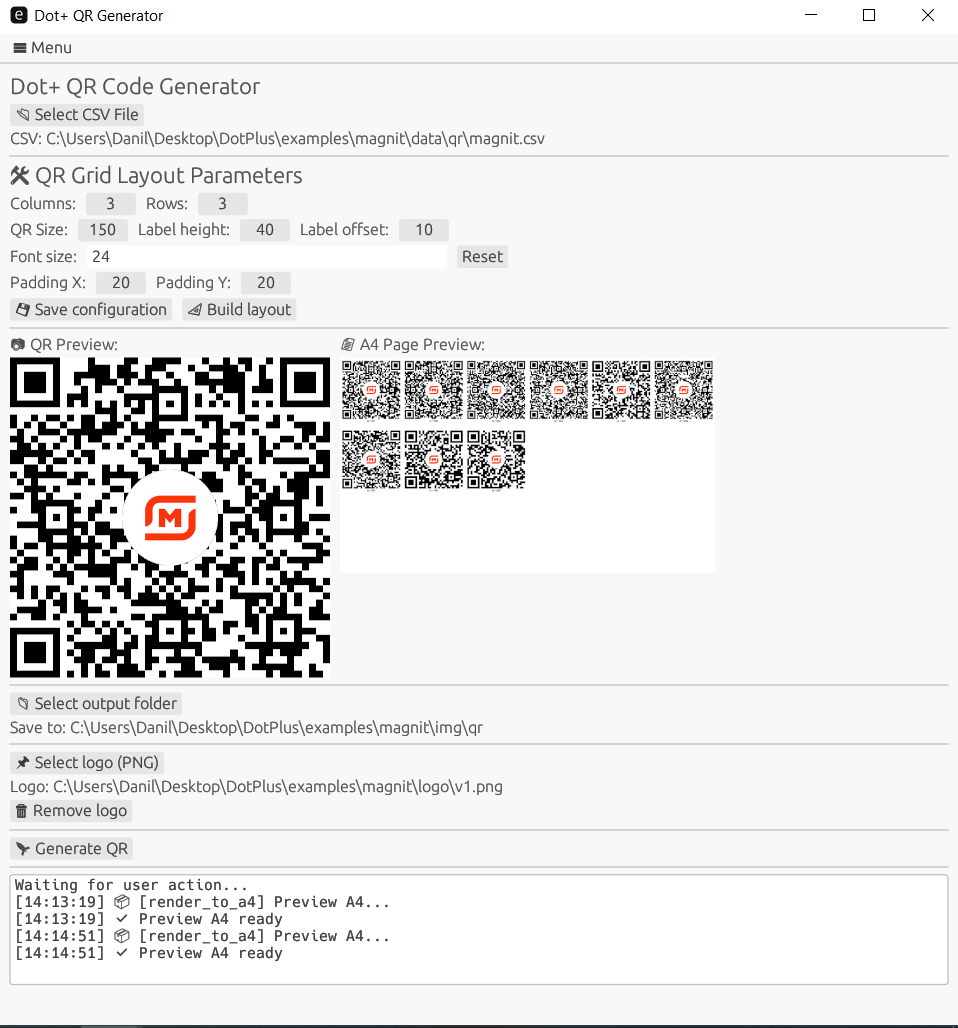 Dot+ QR Generator
Menu
Dot+ QR Code Generator
Select CSV File
CSV: C:\Users\Danil\Desktop\DotPlus\examples\magnit\data\qr\magnit.csv
QR Grid Layout Parameters
Columns: 3 Rows: 3
QR Size: 150 Label height: 40 Label offset: 10
Font size: 24 Reset
Padding X: 20 Padding Y: 20
Save configuration Build layout
QR Preview: A4 Page Preview:
M
Select output folder
Save to: C:\Users\Danil\Desktop\DotPlus\examples\magnit\img\qr
Select logo (PNG)
Logo: C:\Users\Danil\Desktop\DotPlus\examples\magnit\logo\v1.png
Remove logo
Generate QR
Waiting for user action...
[14:13:19] [render_to_a4] Preview A4...
[14:13:19] ✓ Preview A4 ready
[14:14:51] [render_to_a4] Preview A4...
[14:14:51] ✓ Preview A4 ready